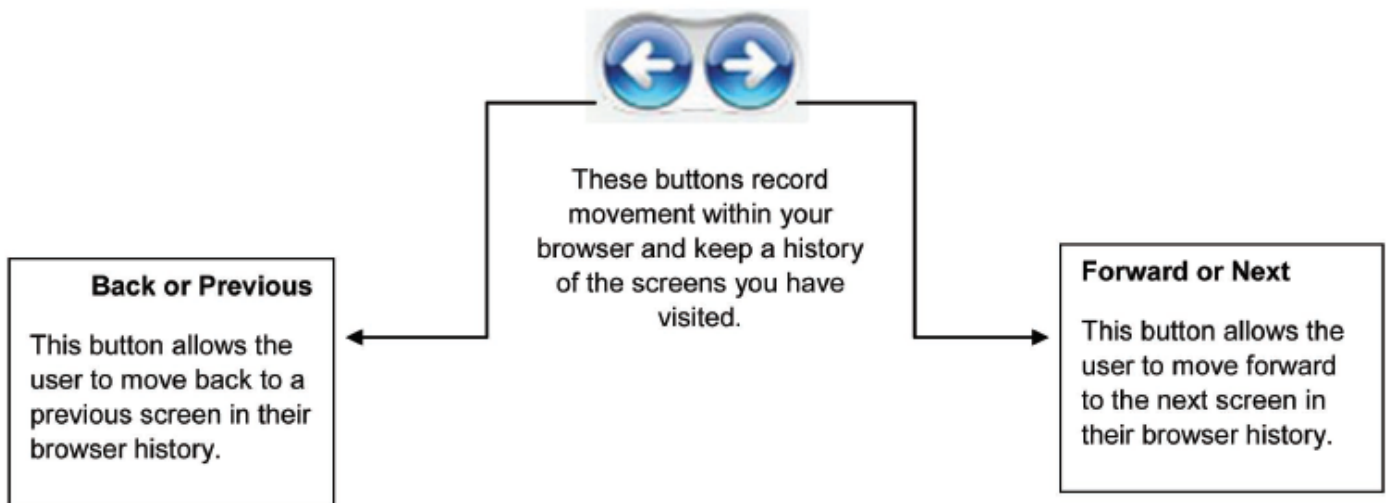 These buttons record
movement within your
browser and keep a history
of the screens you have
visited.
Back or Previous
This button allows the
user to move back to a
previous screen in their
browser history.
Forward or Next
This button allows the
user to move forward
to the next screen in
their browser history.